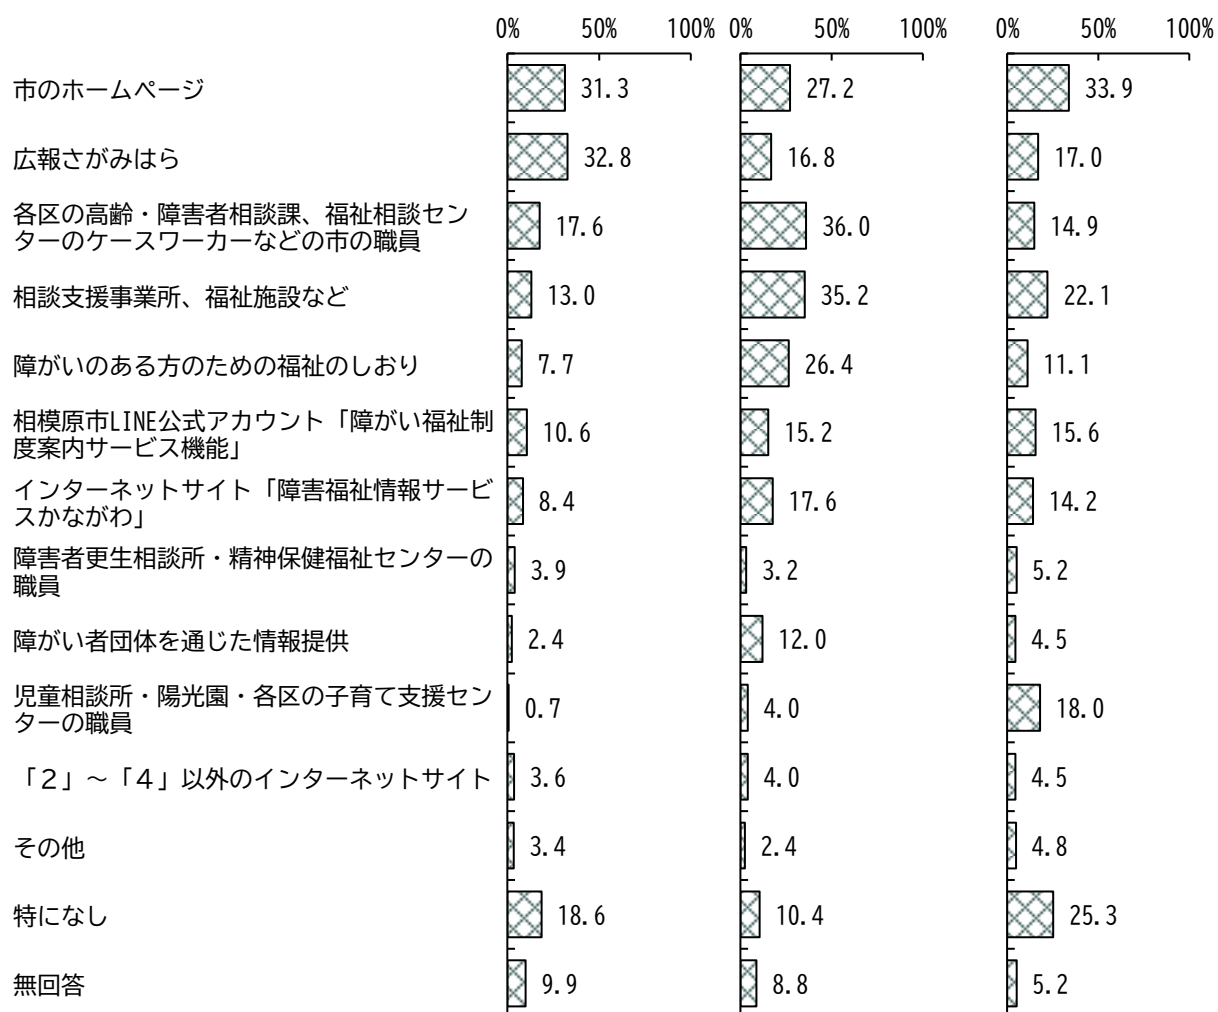 0% 50% 100% 0% 50% 100% 0% 50% 100%
市のホームページ 31.3 27.2 33.9
広報さがみはら 32.8 16.8 17.0
各区の高齢・障害者相談課、福祉相談セン
ターのケースワーカーなどの市の職員 17.6 36.0 14.9
相談支援事業所、福祉施設など 13.0 35.2 22.1
障がいのある方のための福祉のしおり 7.7 26.4 11.1
相模原市LINE公式アカウント「障がい福祉制
度案内サービス機能」 10.6 15.2 15.6
インターネットサイト「障害福祉情報サービ
スかながわ」 8.4 17.6 14.2
障害者更生相談所・精神保健福祉センターの
職員 3.9 3.2 5.2
障がい者団体を通じた情報提供 2.4 12.0 4.5
児童相談所・陽光園・各区の子育て支援セン
ターの職員 0.7 4.0 18.0
「２」～「４」以外のインターネットサイト 3.6 4.0 4.5
その他 3.4 2.4 4.8
特になし 18.6 10.4 25.3
無回答 9.9 8.8 5.2